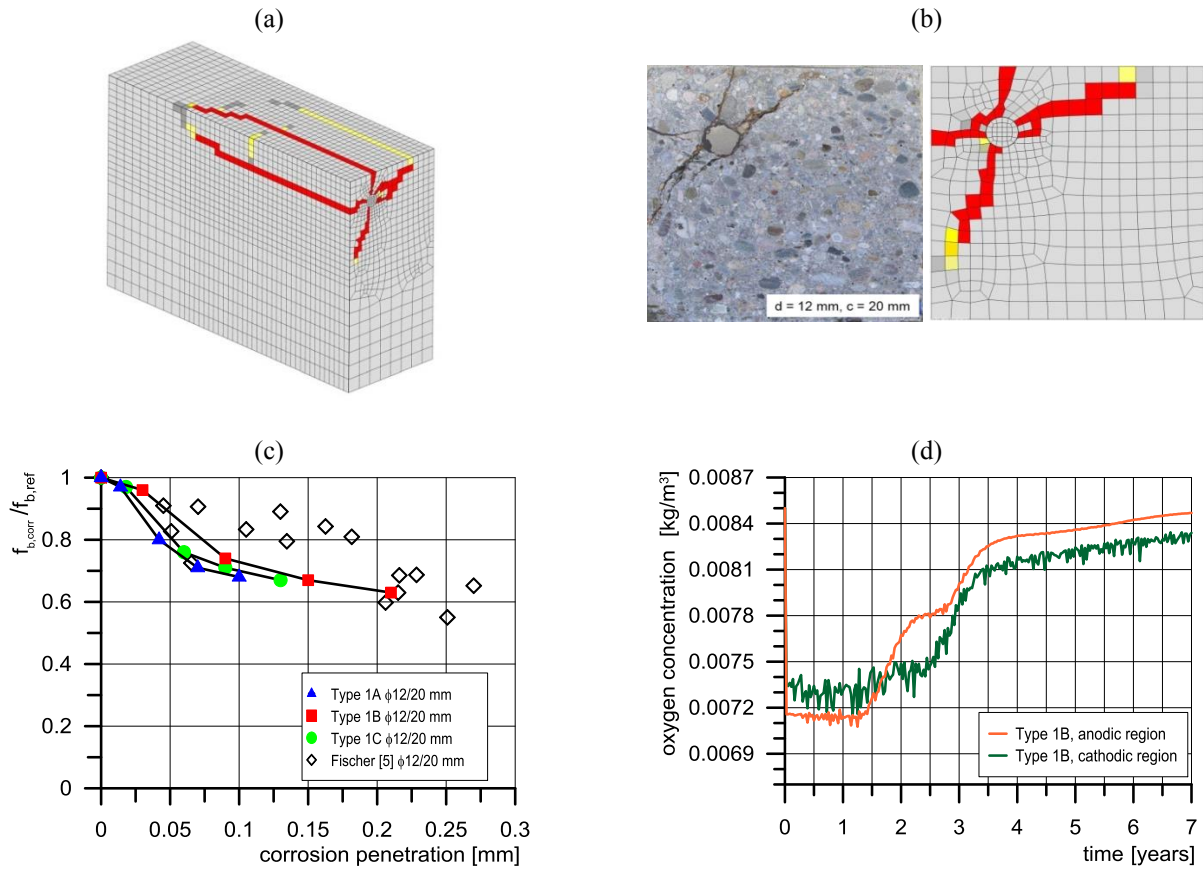 (a)
(b)
d = 12 mm, c = 20 mm
(c)
f_b,corr/f_b,ref
1
0.8
0.6
0.4
0.2
0
0 0.05 0.1 0.15 0.2 0.25 0.3
corrosion penetration [mm]
Type 1A ϕ12/20 mm
Type 1B ϕ12/20 mm
Type 1C ϕ12/20 mm
Fischer [5] ϕ12/20 mm
(d)
oxygen concentration [kg/m³]
0.0087
0.0084
0.0081
0.0078
0.0075
0.0072
0.0069
0 1 2 3 4 5 6 7
time [years]
Type 1B, anodic region
Type 1B, cathodic region